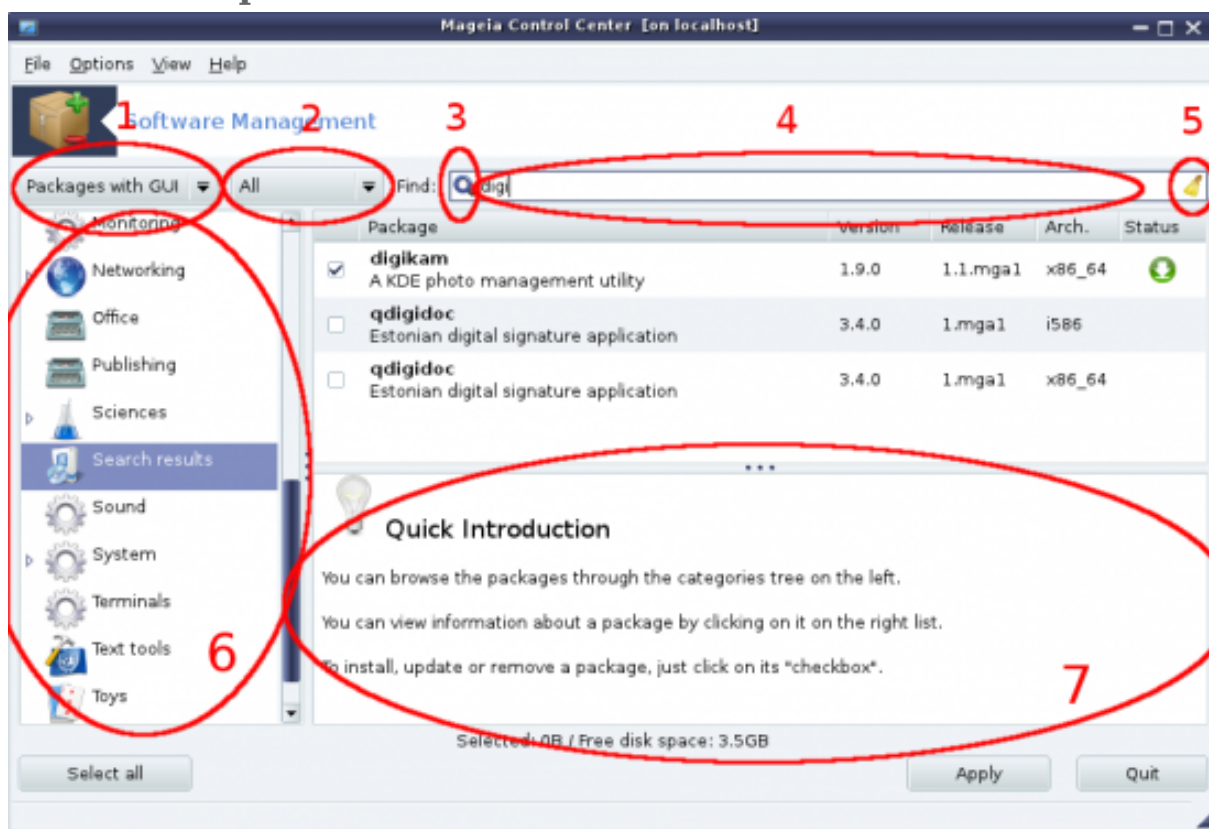 Mageia Control Center [on localhost]
File Options View Help
1 2 3 4 5
Software Management
Packages with GUI All Find: digi
Monitoring
Networking
Office
Publishing
Sciences
Search results
Sound
System
Terminals
Text tools
Toys
6
Package Version Release Arch. Status
digikam
A KDE photo management utility 1.9.0 1.1.mga1 x86_64
qdigidoc
Estonian digital signature application 3.4.0 1.mga1 i586
qdigidoc
Estonian digital signature application 3.4.0 1.mga1 x86_64
Quick Introduction
You can browse the packages through the categories tree on the left.
You can view information about a package by clicking on it on the right list.
To install, update or remove a package, just click on its "checkbox".
7
Selected: 0B / Free disk space: 3.5GB
Select all Apply Quit